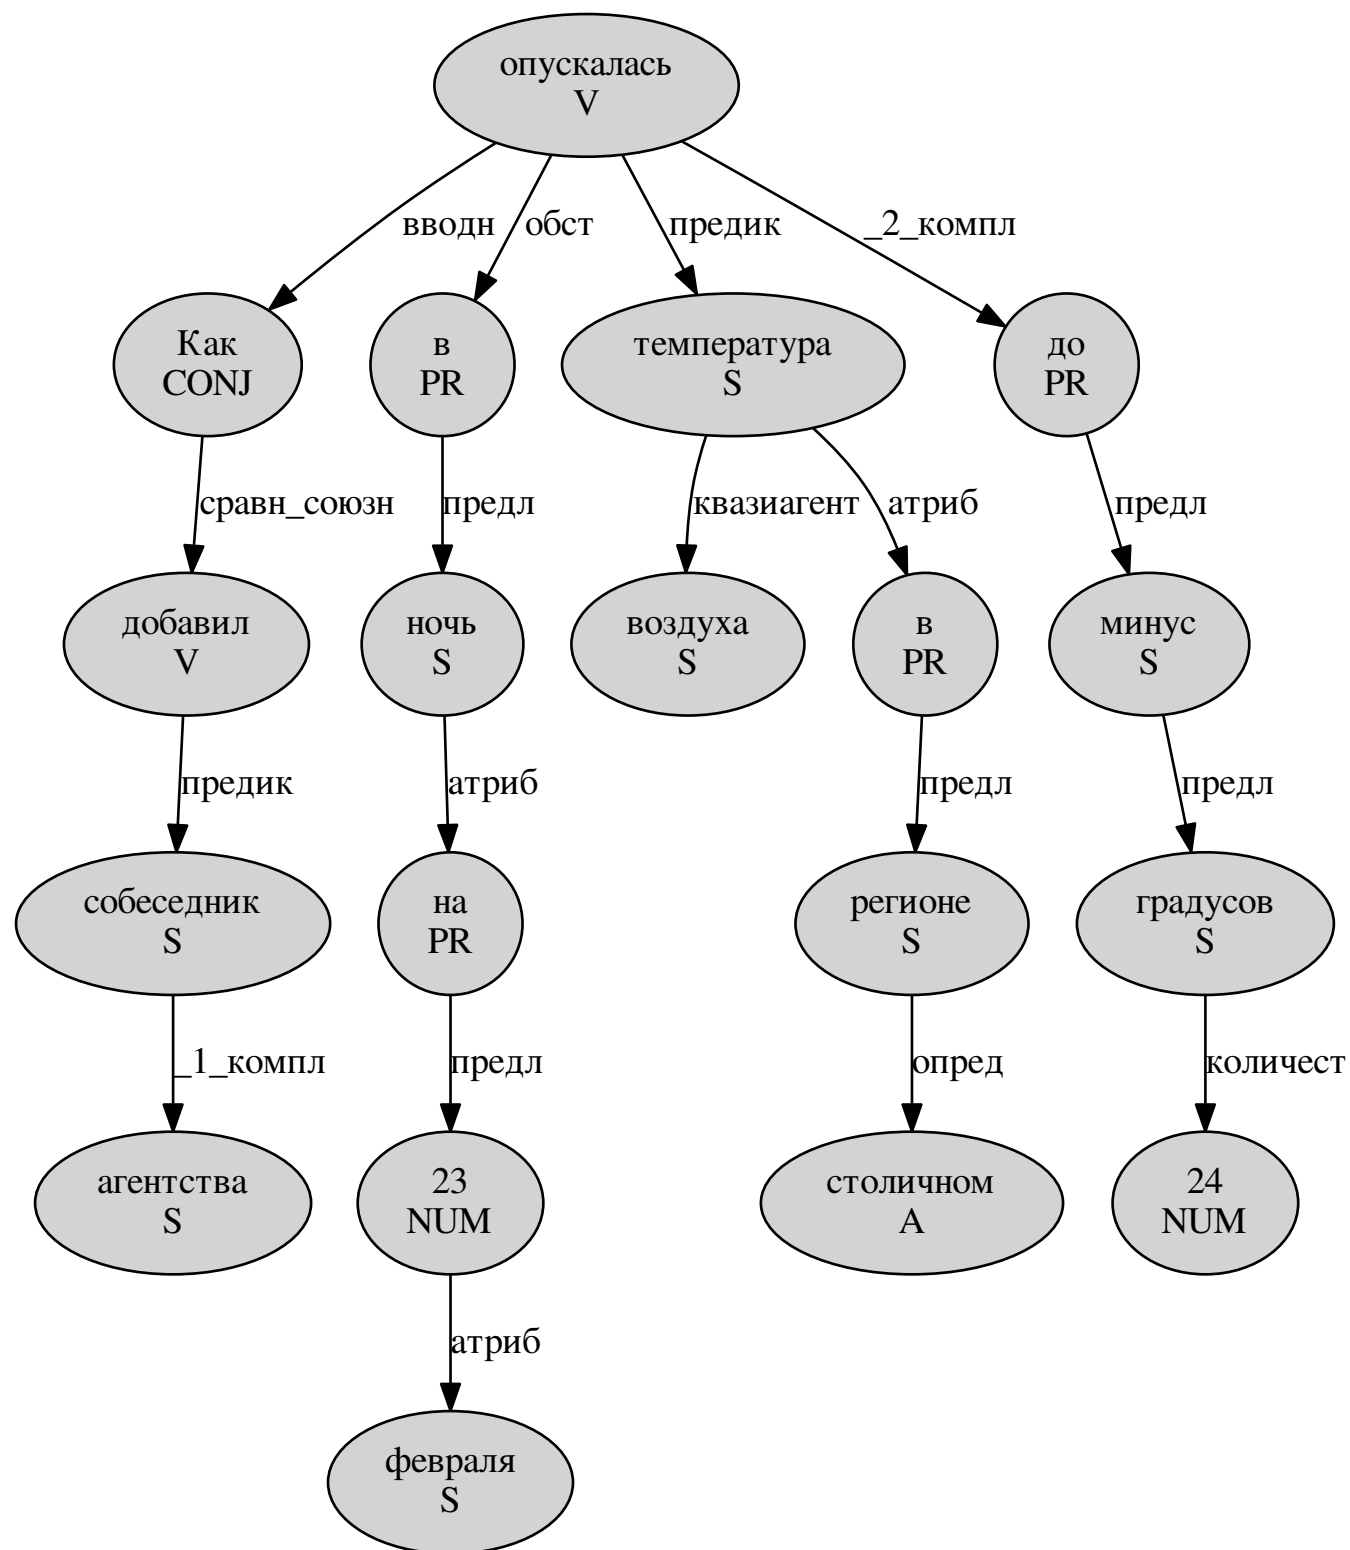 опускалась
V
вводн обст предик _2_компл
Как
CONJ
в
PR
температура
S
до
PR
сравн_союзн предл квазиагент атриб предл
добавил
V
ночь
S
воздуха
S
в
PR
минус
S
предик атриб предл предл
собеседник
S
на
PR
регионе
S
градусов
S
_1_компл предл опред количест
агентства
S
23
NUM
столичном
A
24
NUM
атриб
февраля
S